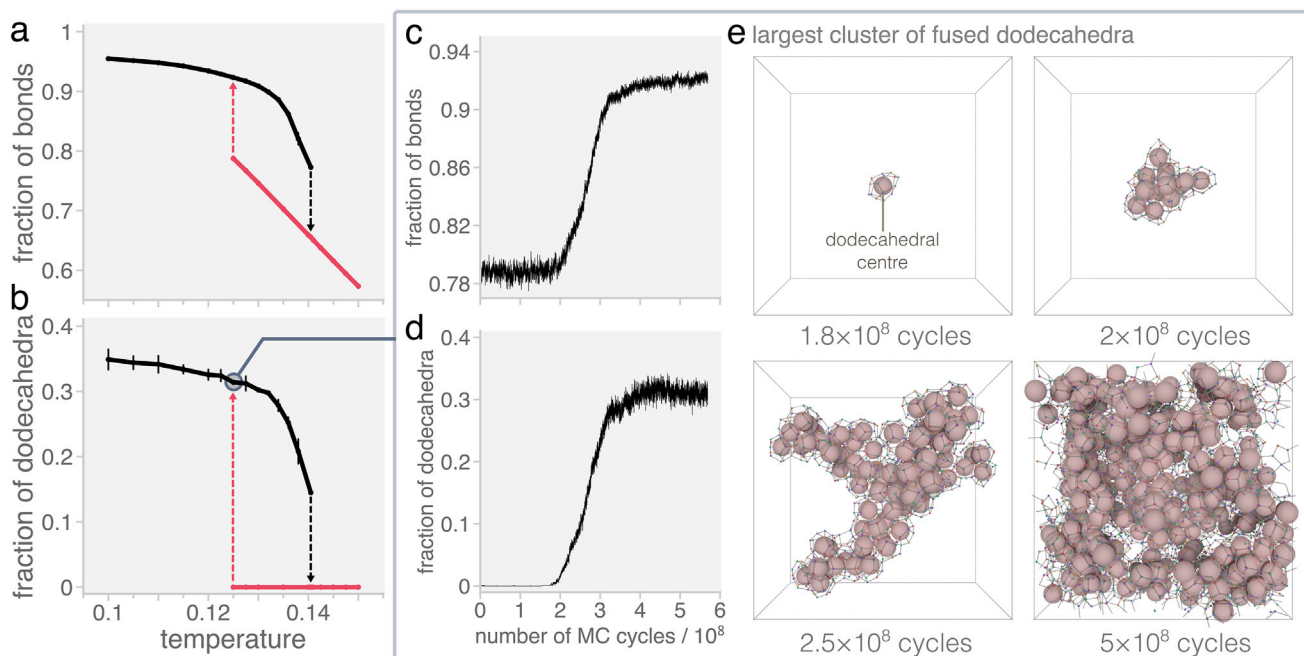 a
1
0.9
0.8
0.7
0.6
fraction of bonds
b
0.4
0.3
0.2
0.1
0
fraction of dodecahedra
0.1
0.12
0.14
temperature
c
0.94
0.9
0.86
0.82
0.78
fraction of bonds
d
0.4
0.3
0.2
0.1
0
fraction of dodecahedra
0
1
2
3
4
5
6
number of MC cycles / 10⁸
e largest cluster of fused dodecahedra
dodecahedral
centre
1.8×10⁸ cycles
2×10⁸ cycles
2.5×10⁸ cycles
5×10⁸ cycles